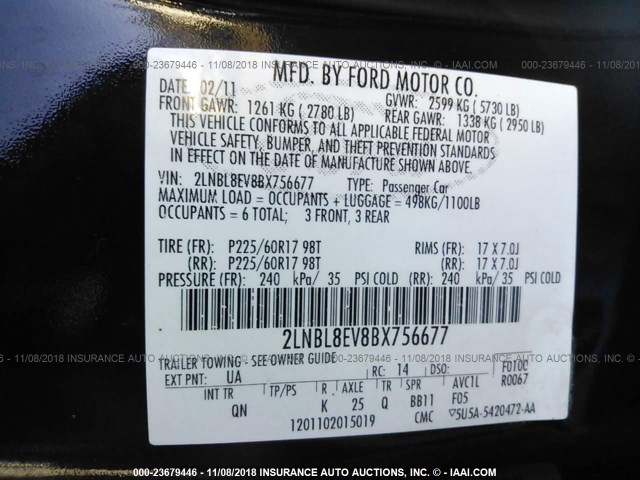 000-23679446 - 11/08/2018 INSURANCE AUTO AUCTIONS CORP. - © - IAAI.COM
MFD. BY FORD MOTOR CO.
DATE: 02/11 GVWR: 2599 KG ( 5730 LB)
FRONT GAWR: 1261 KG ( 2780 LB) REAR GAWR: 1338 KG ( 2950 LB)
THIS VEHICLE CONFORMS TO ALL APPLICABLE FEDERAL MOTOR
VEHICLE SAFETY, BUMPER, AND THEFT PREVENTION STANDARDS
IN EFFECT ON THE DATE OF MANUFACTURE SHOWN ABOVE.
VIN: 2LNBL8EV8BX756677 TYPE: Passenger Car
MAXIMUM LOAD = OCCUPANTS + LUGGAGE = 498KG/1100LB
OCCUPANTS = 6 TOTAL; 3 FRONT, 3 REAR
TIRE (FR): P225/60R17 98T RIMS (FR): 17 X 7.0J
(RR): P225/60R17 98T (RR): 17 X 7.0J
PRESSURE (FR): 240 kPa/ 35 PSI COLD (RR): 240 kPa/ 35 PSI COLD
2LNBL8EV8BX756677
TRAILER TOWING - SEE OWNER GUIDE
EXT PNT: UA RC: 14 DSO: F0100
R0067
INT TR TP/PS R AXLE TR SPR AVC1L
QN K 25 Q BB11 F05
1201102015019 CMC ▽5U5A-5420472-AA
000-23679446 - 11/08/2018 INSURANCE AUTO AUCTIONS CORP. - © - IAAI.COM